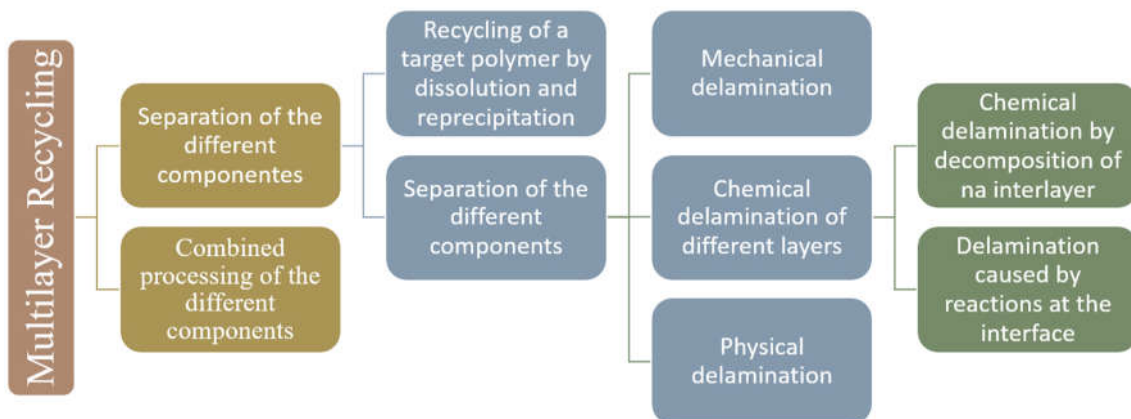 Multilayer Recycling
Separation of the
different
componentes
Combined
processing of the
different
components
Recycling of a
target polymer by
dissolution and
reprecipitation
Separation of the
different
components
Mechanical
delamination
Chemical
delamination of
different layers
Physical
delamination
Chemical
delamination by
decomposition of
na interlayer
Delamination
caused by
reactions at the
interface